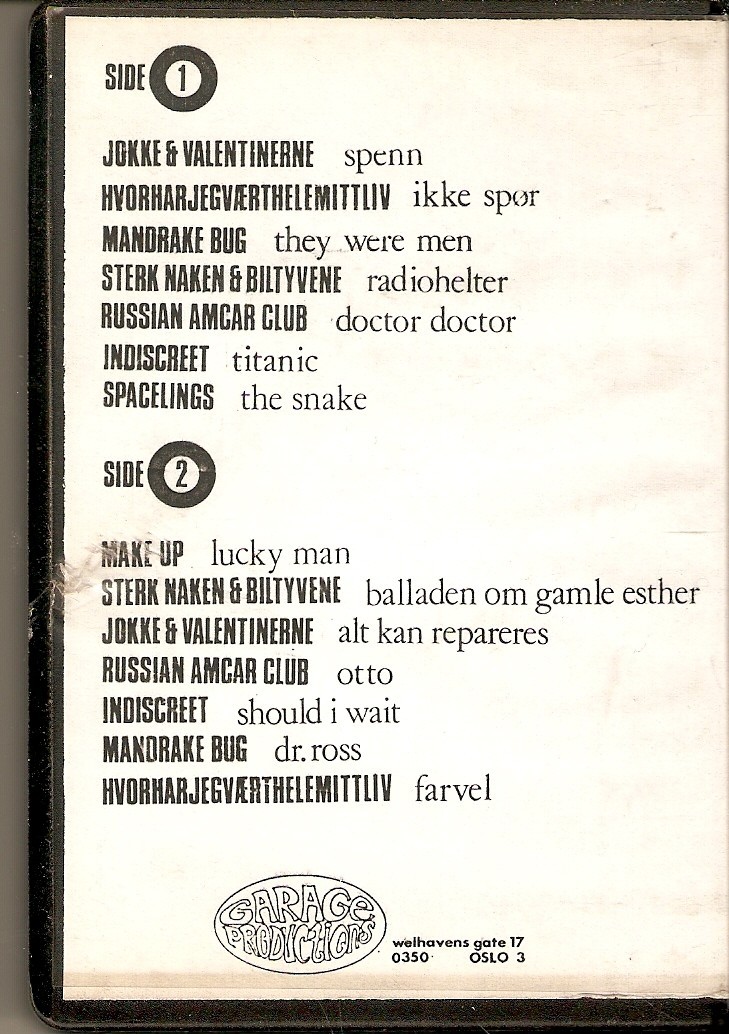 SIDE 1
JOKKE & VALENTINERNE spenn
HVORHARJEGVÆRTHELEMITTLIV ikke spør
MANDRAKE BUG they were men
STERK NAKEN & BILTYVENE radiohelter
RUSSIAN AMCAR CLUB doctor doctor
INDISCREET titanic
SPACELINGS the snake
SIDE 2
MAKE UP lucky man
STERK NAKEN & BILTYVENE balladen om gamle esther
JOKKE & VALENTINERNE alt kan repareres
RUSSIAN AMCAR CLUB otto
INDISCREET should i wait
MANDRAKE BUG dr. ross
HVORHARJEGVÆRTHELEMITTLIV farvel
GARAGE PRODUCTIONS
welhavens gate 17
0350 OSLO 3